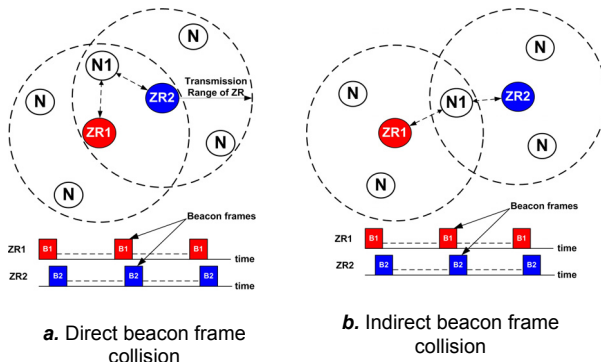 N
N1
N
ZR2
Transmission
Range of ZR
ZR1
N
N
Beacon frames
ZR1
B1
B1
B1
time
ZR2
B2
B2
B2
time
a. Direct beacon frame
collision
N
N1
ZR2
ZR1
N
N
N
Beacon frames
ZR1
B1
B1
B1
time
ZR2
B2
B2
B2
time
b. Indirect beacon frame
collision